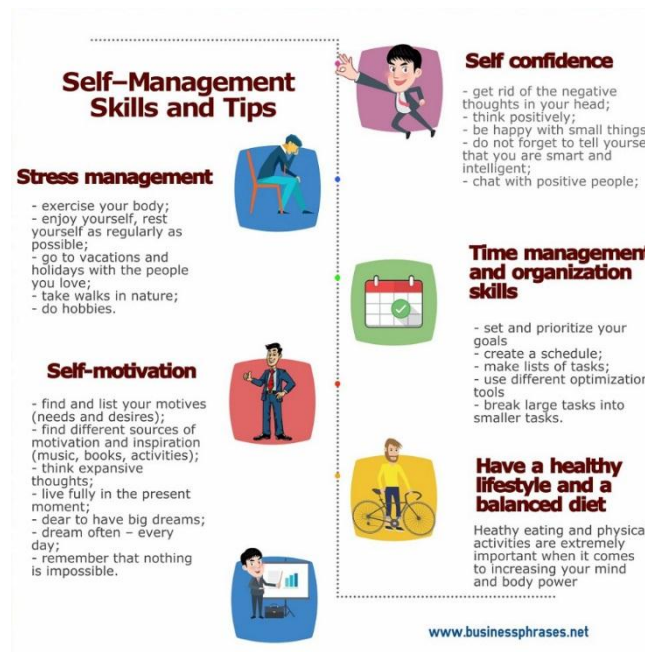 Self–Management
Skills and Tips
Stress management
- exercise your body;
- enjoy yourself, rest
yourself as regularly as
possible;
- go to vacations and
holidays with the people
you love;
- take walks in nature;
- do hobbies.
Self-motivation
- find and list your motives
(needs and desires);
- find different sources of
motivation and inspiration
(music, books, activities);
- think expansive
thoughts;
- live fully in the present
moment;
- dear to have big dreams;
- dream often – every
day;
- remember that nothing
is impossible.
Self confidence
- get rid of the negative
thoughts in your head;
- think positively;
- be happy with small things
- do not forget to tell yourse
that you are smart and
intelligent;
- chat with positive people;
Time management
and organization
skills
- set and prioritize your
goals
- create a schedule;
- make lists of tasks;
- use different optimization
tools
- break large tasks into
smaller tasks.
Have a healthy
lifestyle and a
balanced diet
Heathy eating and physica
activities are extremely
important when it comes
to increasing your mind
and body power
www.businessphrases.net